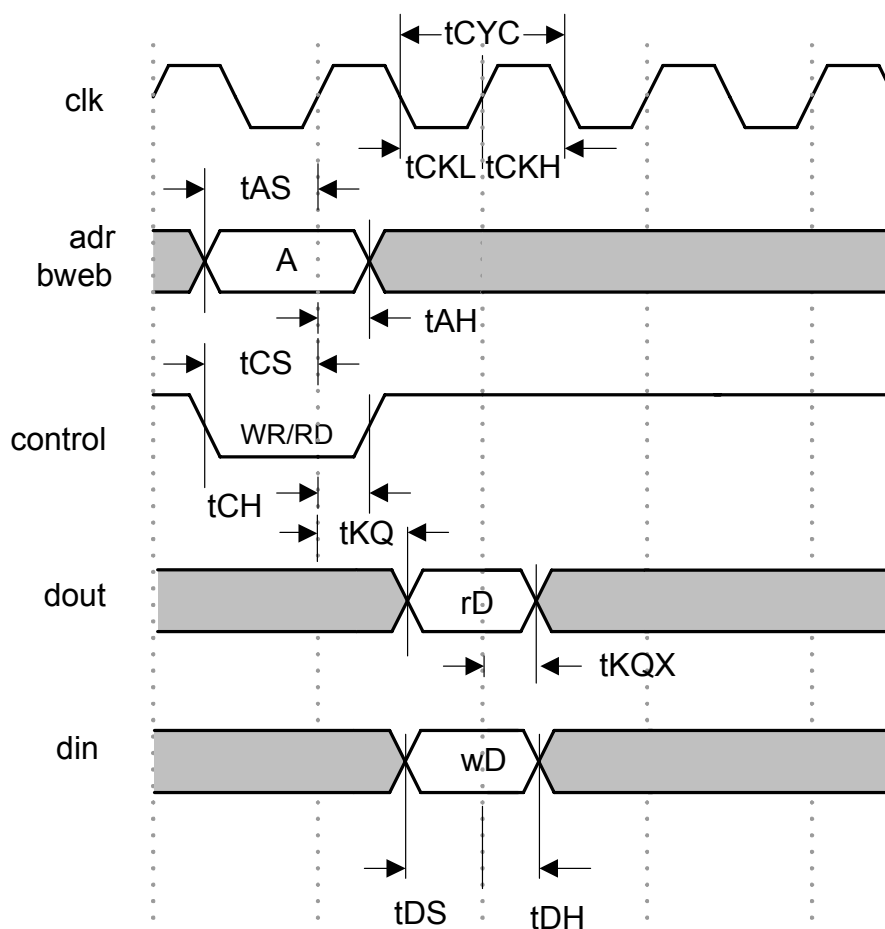 tCYC
clk
tCKL tCKH
tAS
adr
bweb
A
tAH
tCS
control
WR/RD
tCH
tKQ
dout
rD
tKQX
din
wD
tDS
tDH